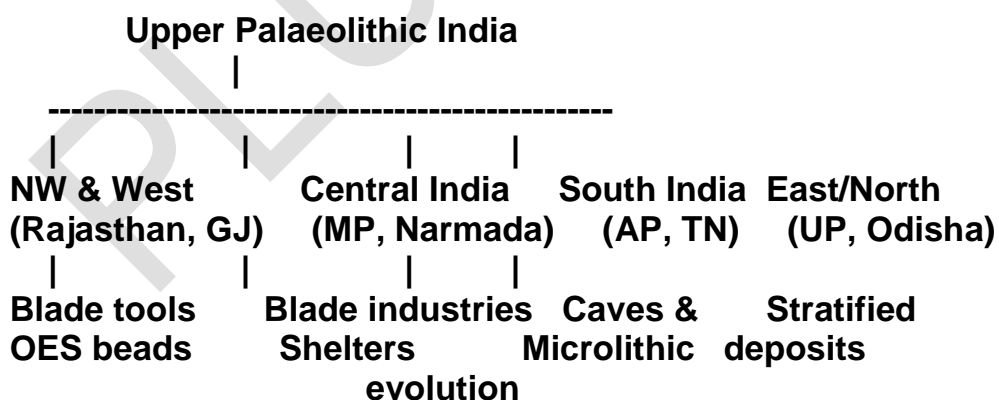 Upper Palaeolithic India
|
---------------------------------------------------
| | | |
NW & West Central India South India East/North
(Rajasthan, GJ) (MP, Narmada) (AP, TN) (UP, Odisha)
| | | |
Blade tools Blade industries Caves & Stratified
OES beads Shelters Microlithic deposits
evolution